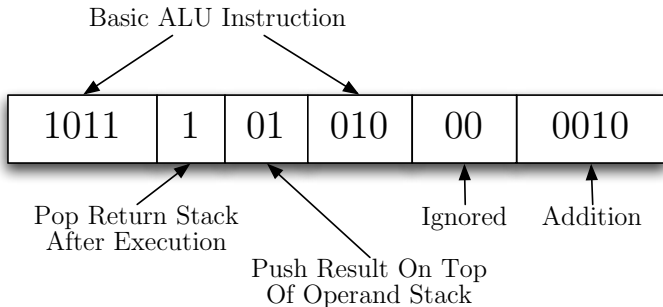 Basic ALU Instruction
1011 1 01 010 00 0010
Pop Return Stack
After Execution
Ignored
Addition
Push Result On Top
Of Operand Stack